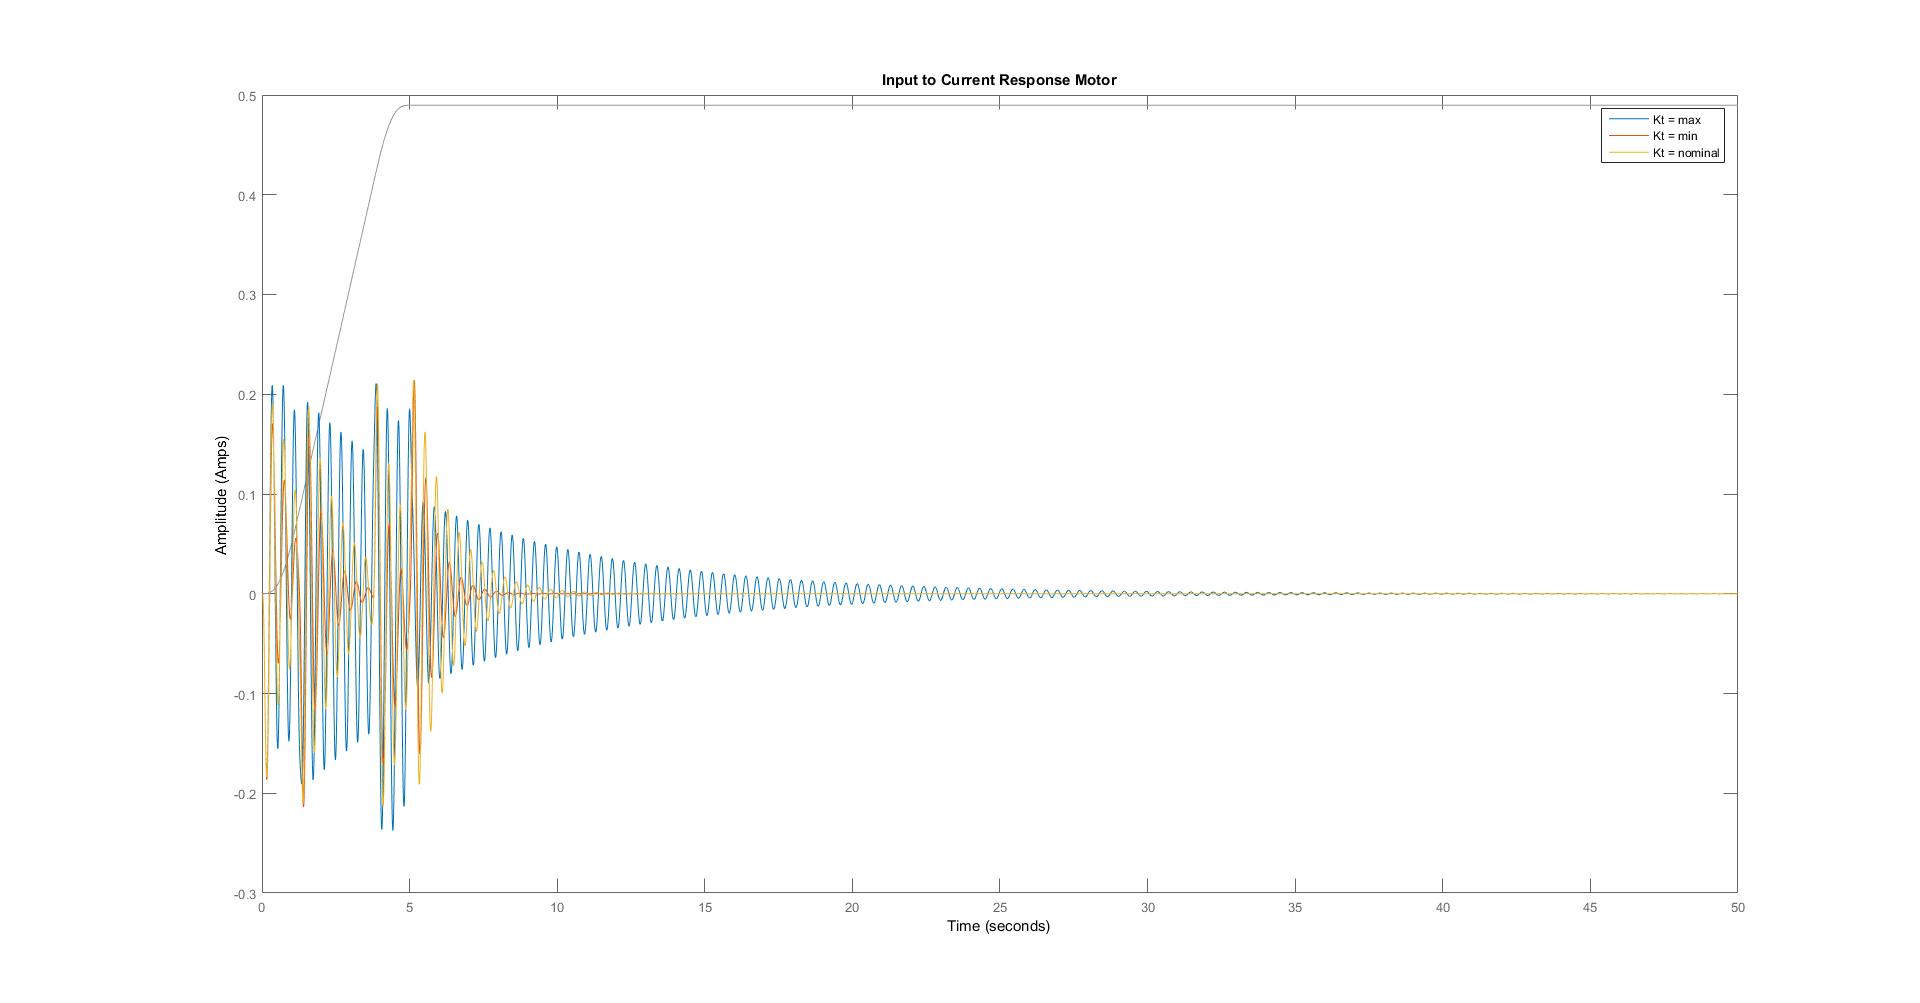 Input to Current Response Motor
0.5
0.4
0.3
0.2
0.1
0
-0.1
-0.2
-0.3
Amplitude (Amps)
Kt = max
Kt = min
Kt = nominal
0 5 10 15 20 25 30 35 40 45 50
Time (seconds)